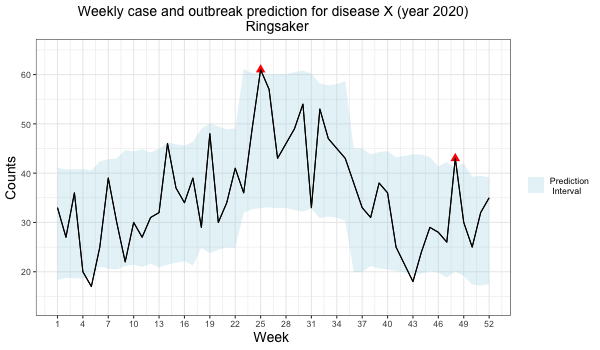 Weekly case and outbreak prediction for disease X (year 2020)
Ringsaker
Counts
60
50
40
30
20
1 4 7 10 13 16 19 22 25 28 31 34 37 40 43 46 49 52
Week
Prediction
Interval